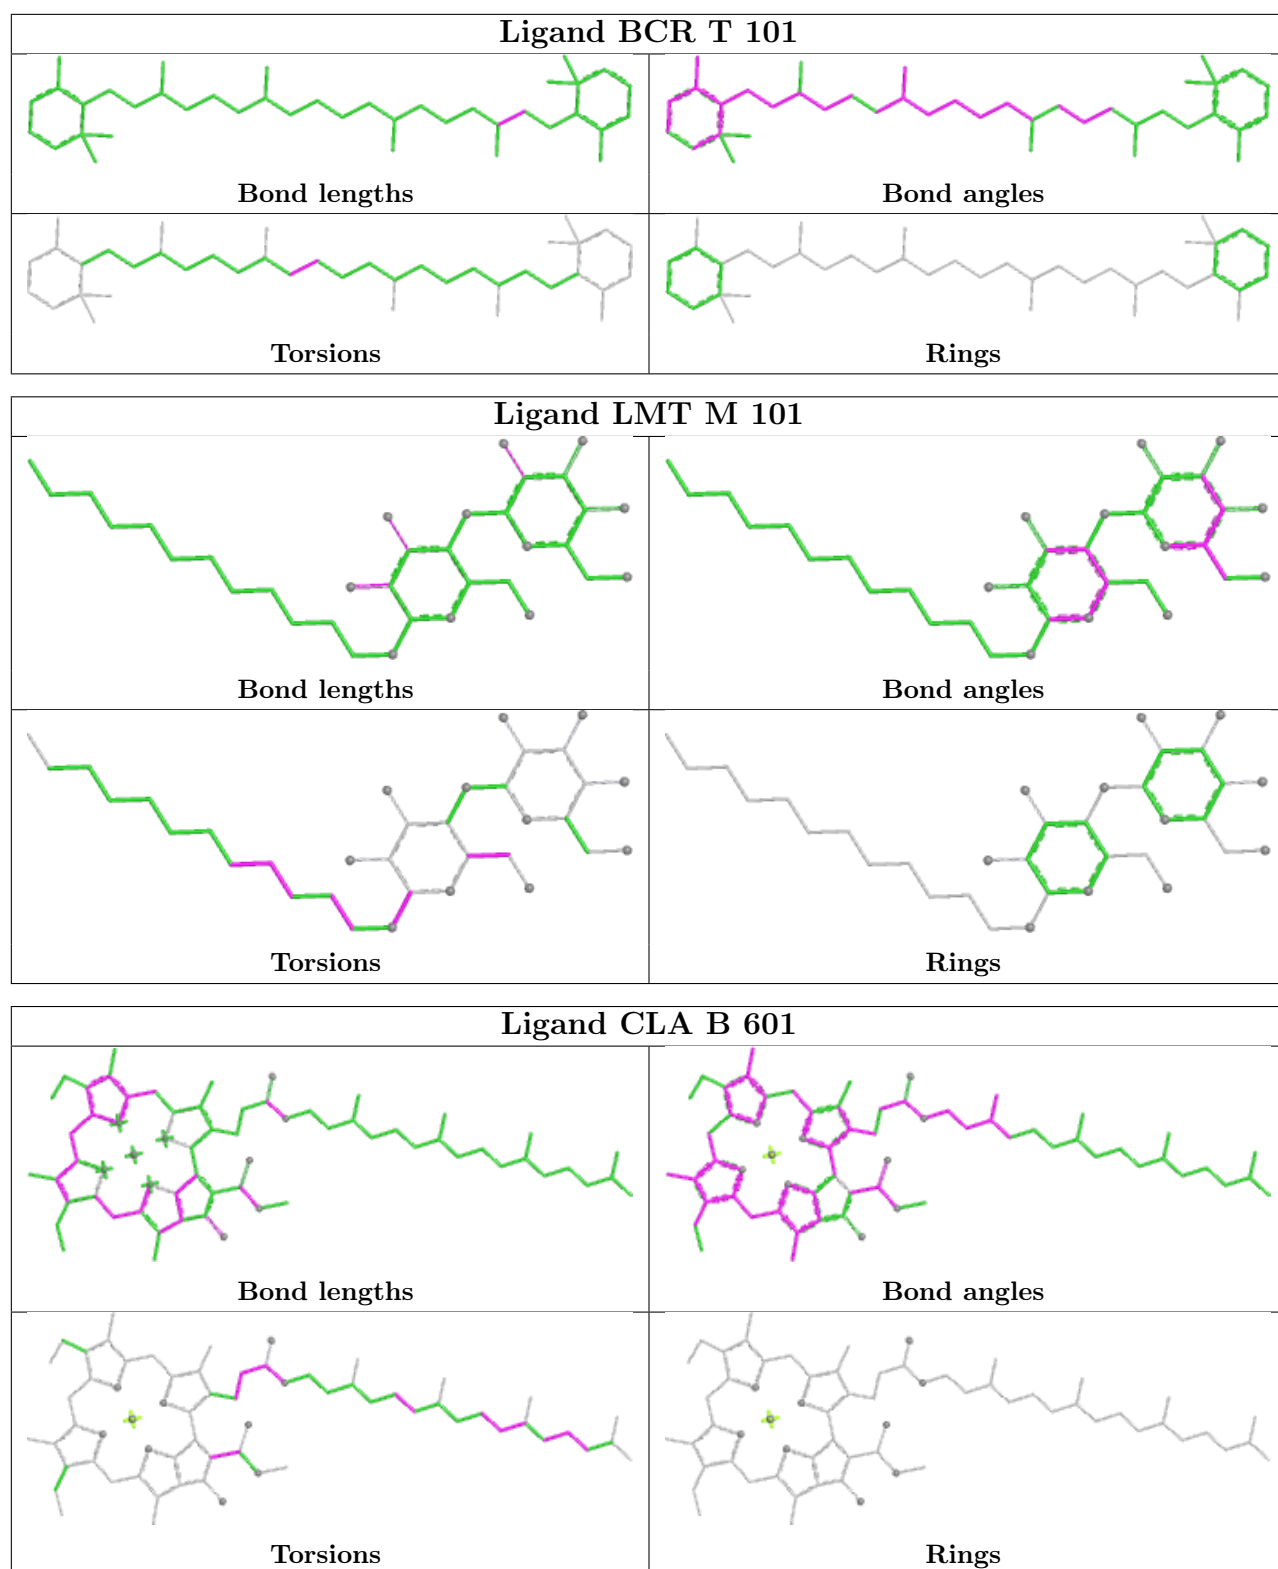 Ligand BCR T 101
Bond lengths
Bond angles
Torsions
Rings
Ligand LMT M 101
Bond lengths
Bond angles
Torsions
Rings
Ligand CLA B 601
Bond lengths
Bond angles
Torsions
Rings